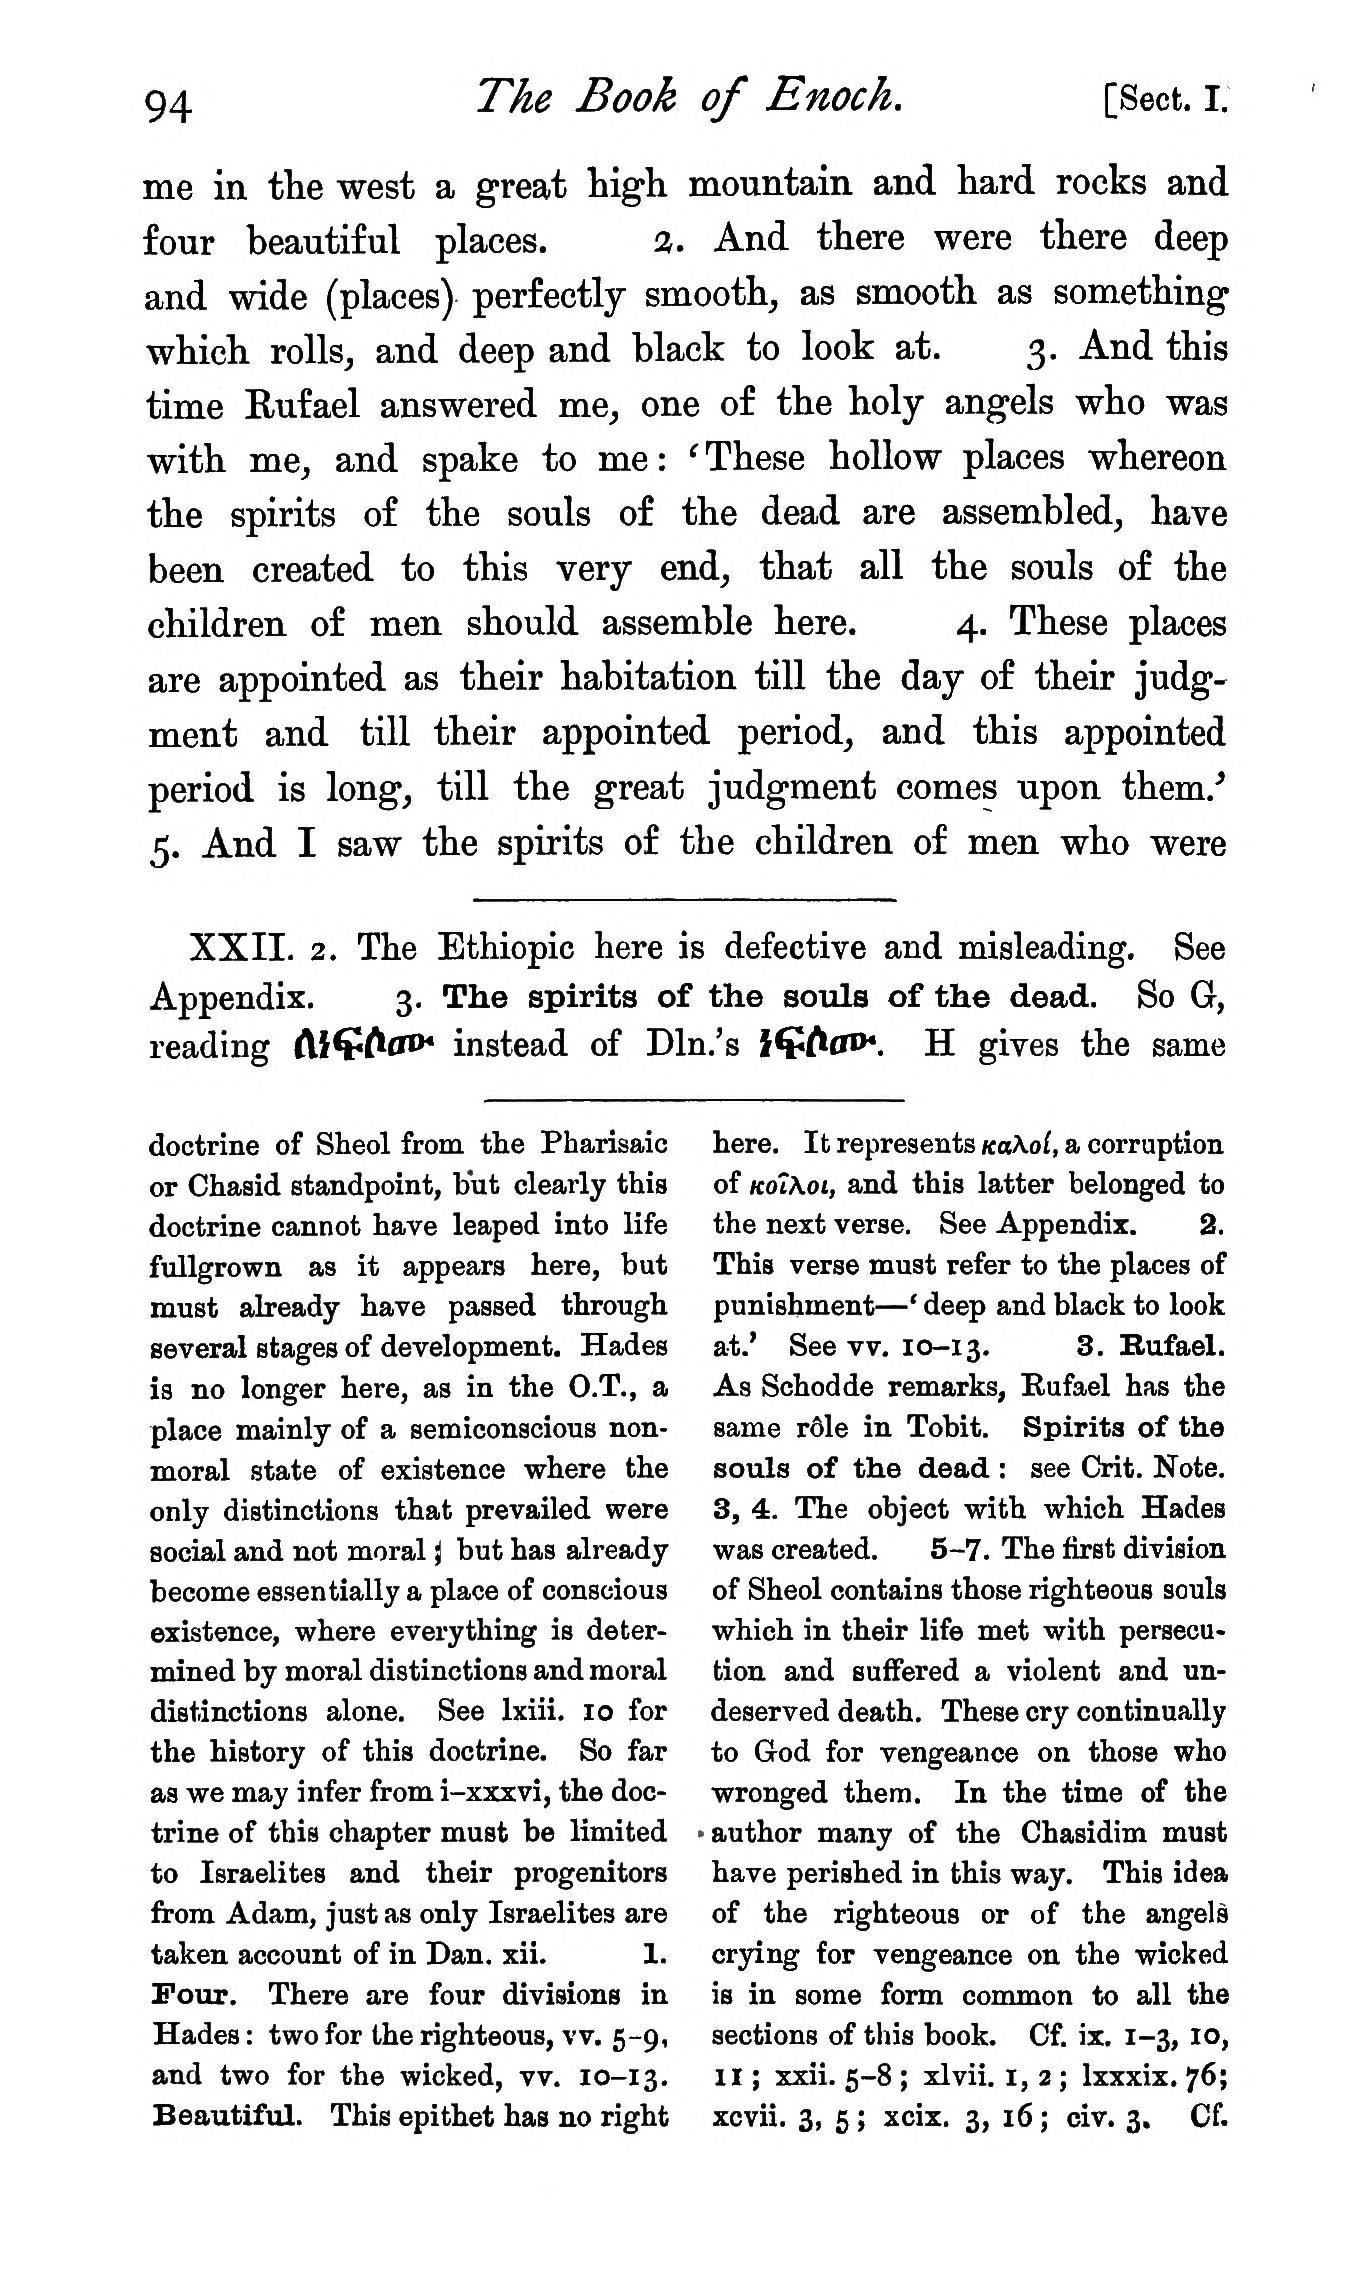 94 The Book of Enoch. [Sect. I.
me in the west a great high mountain and hard rocks and
four beautiful places. 2. And there were there deep
and wide (places) perfectly smooth, as smooth as something
which rolls, and deep and black to look at. 3. And this
time Rufael answered me, one of the holy angels who was
with me, and spake to me: ‘These hollow places whereon
the spirits of the souls of the dead are assembled, have
been created to this very end, that all the souls of the
children of men should assemble here. 4. These places
are appointed as their habitation till the day of their judg-
ment and till their appointed period, and this appointed
period is long, till the great judgment comes upon them.’
5. And I saw the spirits of the children of men who were
XXII. 2. The Ethiopic here is defective and misleading. See
Appendix. 3. The spirits of the souls of the dead. So G,
reading ለነፍሶሙ instead of Dln.'s ነፍሶሙ. H gives the same
doctrine of Sheol from the Pharisaic
or Chasid standpoint, but clearly this
doctrine cannot have leaped into life
fullgrown as it appears here, but
must already have passed through
several stages of development. Hades
is no longer here, as in the O.T., a
place mainly of a semiconscious non-
moral state of existence where the
only distinctions that prevailed were
social and not moral; but has already
become essentially a place of conscious
existence, where everything is deter-
mined by moral distinctions and moral
distinctions alone. See lxiii. 10 for
the history of this doctrine. So far
as we may infer from i–xxxvi, the doc-
trine of this chapter must be limited
to Israelites and their progenitors
from Adam, just as only Israelites are
taken account of in Dan. xii. 1.
Four. There are four divisions in
Hades: two for the righteous, vv. 5–9,
and two for the wicked, vv. 10–13.
Beautiful. This epithet has no right
here. It represents καλοί, a corruption
of κοῖλοι, and this latter belonged to
the next verse. See Appendix. 2.
This verse must refer to the places of
punishment—‘deep and black to look
at.’ See vv. 10–13. 3. Rufael.
As Schodde remarks, Rufael has the
same rôle in Tobit. Spirits of the
souls of the dead: see Crit. Note.
3, 4. The object with which Hades
was created. 5–7. The first division
of Sheol contains those righteous souls
which in their life met with persecu-
tion and suffered a violent and un-
deserved death. These cry continually
to God for vengeance on those who
wronged them. In the time of the
author many of the Chasidim must
have perished in this way. This idea
of the righteous or of the angels
crying for vengeance on the wicked
is in some form common to all the
sections of this book. Cf. ix. 1–3, 10,
11; xxii. 5–8; xlvii. 1, 2; lxxxix. 76;
xcvii. 3, 5; xcix. 3, 16; civ. 3. Cf.